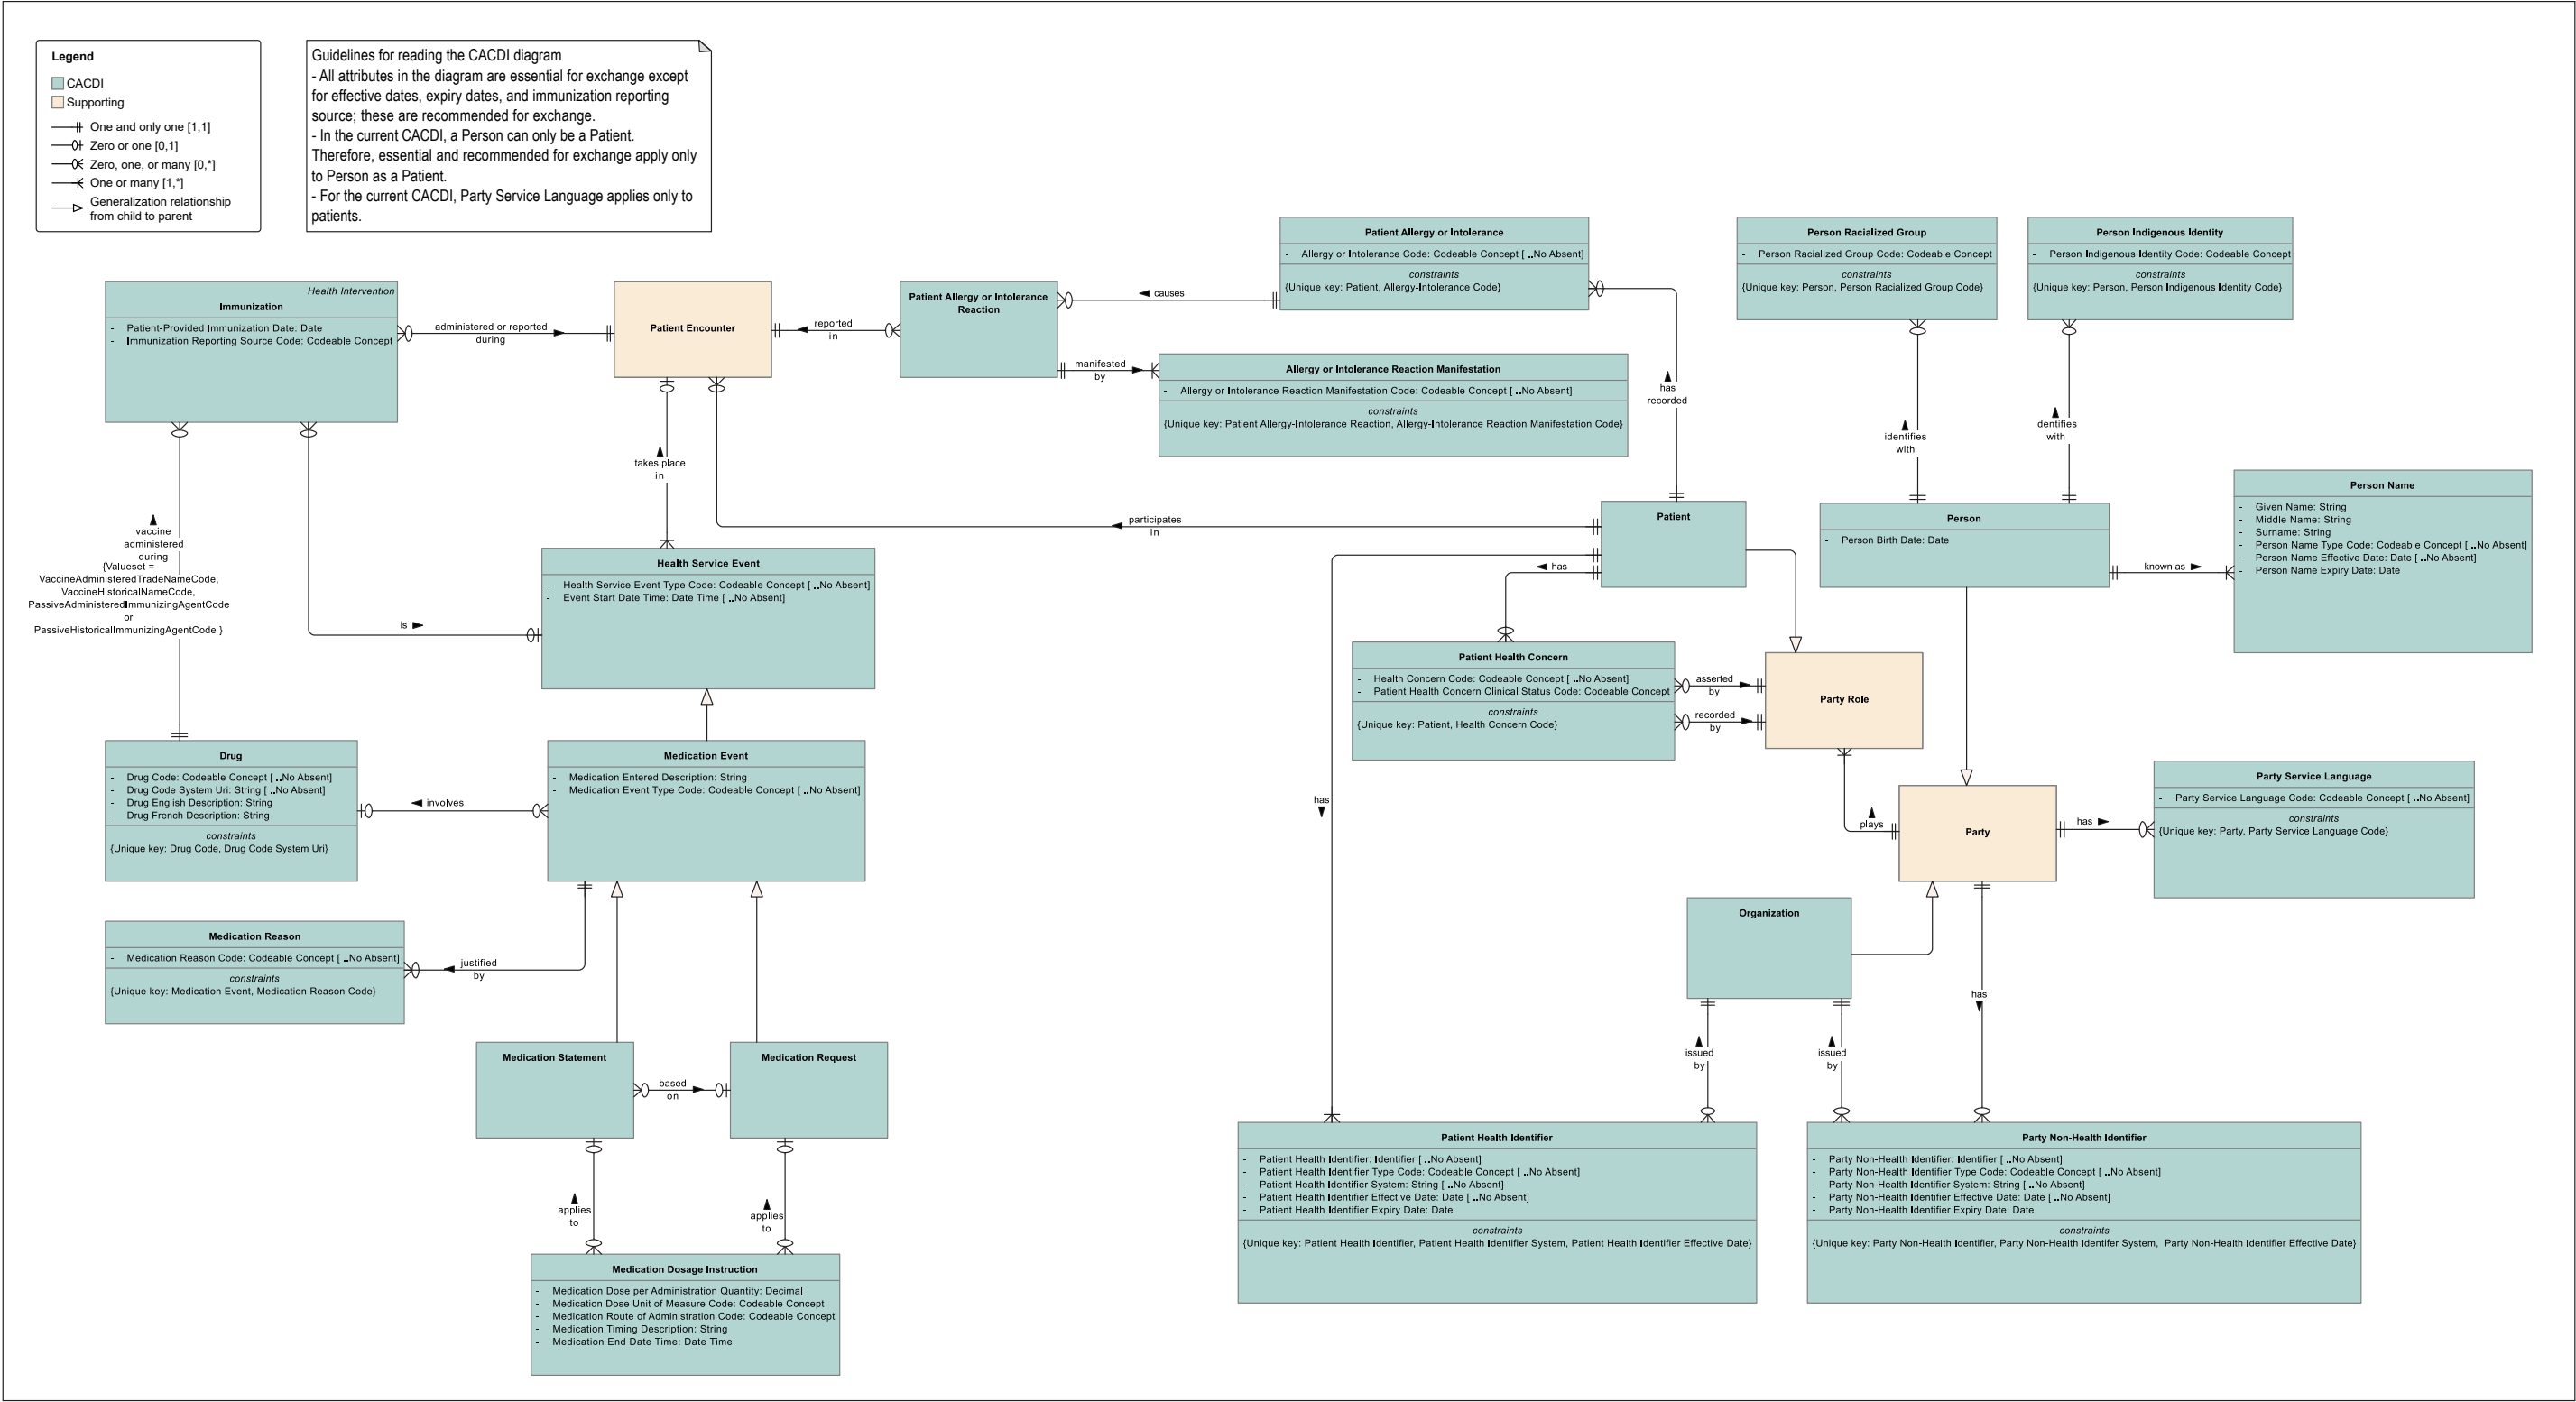 Legend
CACDI
Supporting
One and only one [1,1]
Zero or one [0,1]
Zero, one, or many [0,*]
One or many [1,*]
Generalization relationship
from child to parent
Guidelines for reading the CACDI diagram
- All attributes in the diagram are essential for exchange except
for effective dates, expiry dates, and immunization reporting
source; these are recommended for exchange.
- In the current CACDI, a Person can only be a Patient.
Therefore, essential and recommended for exchange apply only
to Person as a Patient.
- For the current CACDI, Party Service Language applies only to
patients.
Health Intervention
Immunization
- Patient-Provided Immunization Date: Date
- Immunization Reporting Source Code: Codeable Concept
administered or reported
during
Patient Encounter
reported
in
Patient Allergy or Intolerance
Reaction
causes
Patient Allergy or Intolerance
- Allergy or Intolerance Code: Codeable Concept [ ..No Absent]
constraints
{Unique key: Patient, Allergy-Intolerance Code}
manifested
by
Allergy or Intolerance Reaction Manifestation
- Allergy or Intolerance Reaction Manifestation Code: Codeable Concept [ ..No Absent]
constraints
{Unique key: Patient Allergy-Intolerance Reaction, Allergy-Intolerance Reaction Manifestation Code}
has
recorded
Person Racialized Group
- Person Racialized Group Code: Codeable Concept
constraints
{Unique key: Person, Person Racialized Group Code}
Person Indigenous Identity
- Person Indigenous Identity Code: Codeable Concept
constraints
{Unique key: Person, Person Indigenous Identity Code}
identifies
with
identifies
with
takes place
in
participates
in
Patient
Person
- Person Birth Date: Date
known as
Person Name
- Given Name: String
- Middle Name: String
- Surname: String
- Person Name Type Code: Codeable Concept [ ..No Absent]
- Person Name Effective Date: Date [ ..No Absent]
- Person Name Expiry Date: Date
vaccine
administered
during
{Valueset =
VaccineAdministeredTradeNameCode,
VaccineHistoricalNameCode,
PassiveAdministeredImmunizingAgentCode
or
PassiveHistoricalImmunizingAgentCode }
is
Health Service Event
- Health Service Event Type Code: Codeable Concept [ ..No Absent]
- Event Start Date Time: Date Time [ ..No Absent]
has
Patient Health Concern
- Health Concern Code: Codeable Concept [ ..No Absent]
- Patient Health Concern Clinical Status Code: Codeable Concept
constraints
{Unique key: Patient, Health Concern Code}
asserted
by
recorded
by
Party Role
Drug
- Drug Code: Codeable Concept [ ..No Absent]
- Drug Code System Uri: String [ ..No Absent]
- Drug English Description: String
- Drug French Description: String
constraints
{Unique key: Drug Code, Drug Code System Uri}
involves
Medication Event
- Medication Entered Description: String
- Medication Event Type Code: Codeable Concept [ ..No Absent]
has
plays
Party
has
Party Service Language
- Party Service Language Code: Codeable Concept [ ..No Absent]
constraints
{Unique key: Party, Party Service Language Code}
Medication Reason
- Medication Reason Code: Codeable Concept [ ..No Absent]
constraints
{Unique key: Medication Event, Medication Reason Code}
justified
by
Organization
has
issued
by
issued
by
Medication Statement
based
on
Medication Request
applies
to
applies
to
Medication Dosage Instruction
- Medication Dose per Administration Quantity: Decimal
- Medication Dose Unit of Measure Code: Codeable Concept
- Medication Route of Administration Code: Codeable Concept
- Medication Timing Description: String
- Medication End Date Time: Date Time
Patient Health Identifier
- Patient Health Identifier: Identifier [ ..No Absent]
- Patient Health Identifier Type Code: Codeable Concept [ ..No Absent]
- Patient Health Identifier System: String [ ..No Absent]
- Patient Health Identifier Effective Date: Date [ ..No Absent]
- Patient Health Identifier Expiry Date: Date
constraints
{Unique key: Patient Health Identifier, Patient Health Identifier System, Patient Health Identifier Effective Date}
Party Non-Health Identifier
- Party Non-Health Identifier: Identifier [ ..No Absent]
- Party Non-Health Identifier Type Code: Codeable Concept [ ..No Absent]
- Party Non-Health Identifier System: String [ ..No Absent]
- Party Non-Health Identifier Effective Date: Date [ ..No Absent]
- Party Non-Health Identifier Expiry Date: Date
constraints
{Unique key: Party Non-Health Identifier, Party Non-Health Identifer System, Party Non-Health Identifier Effective Date}